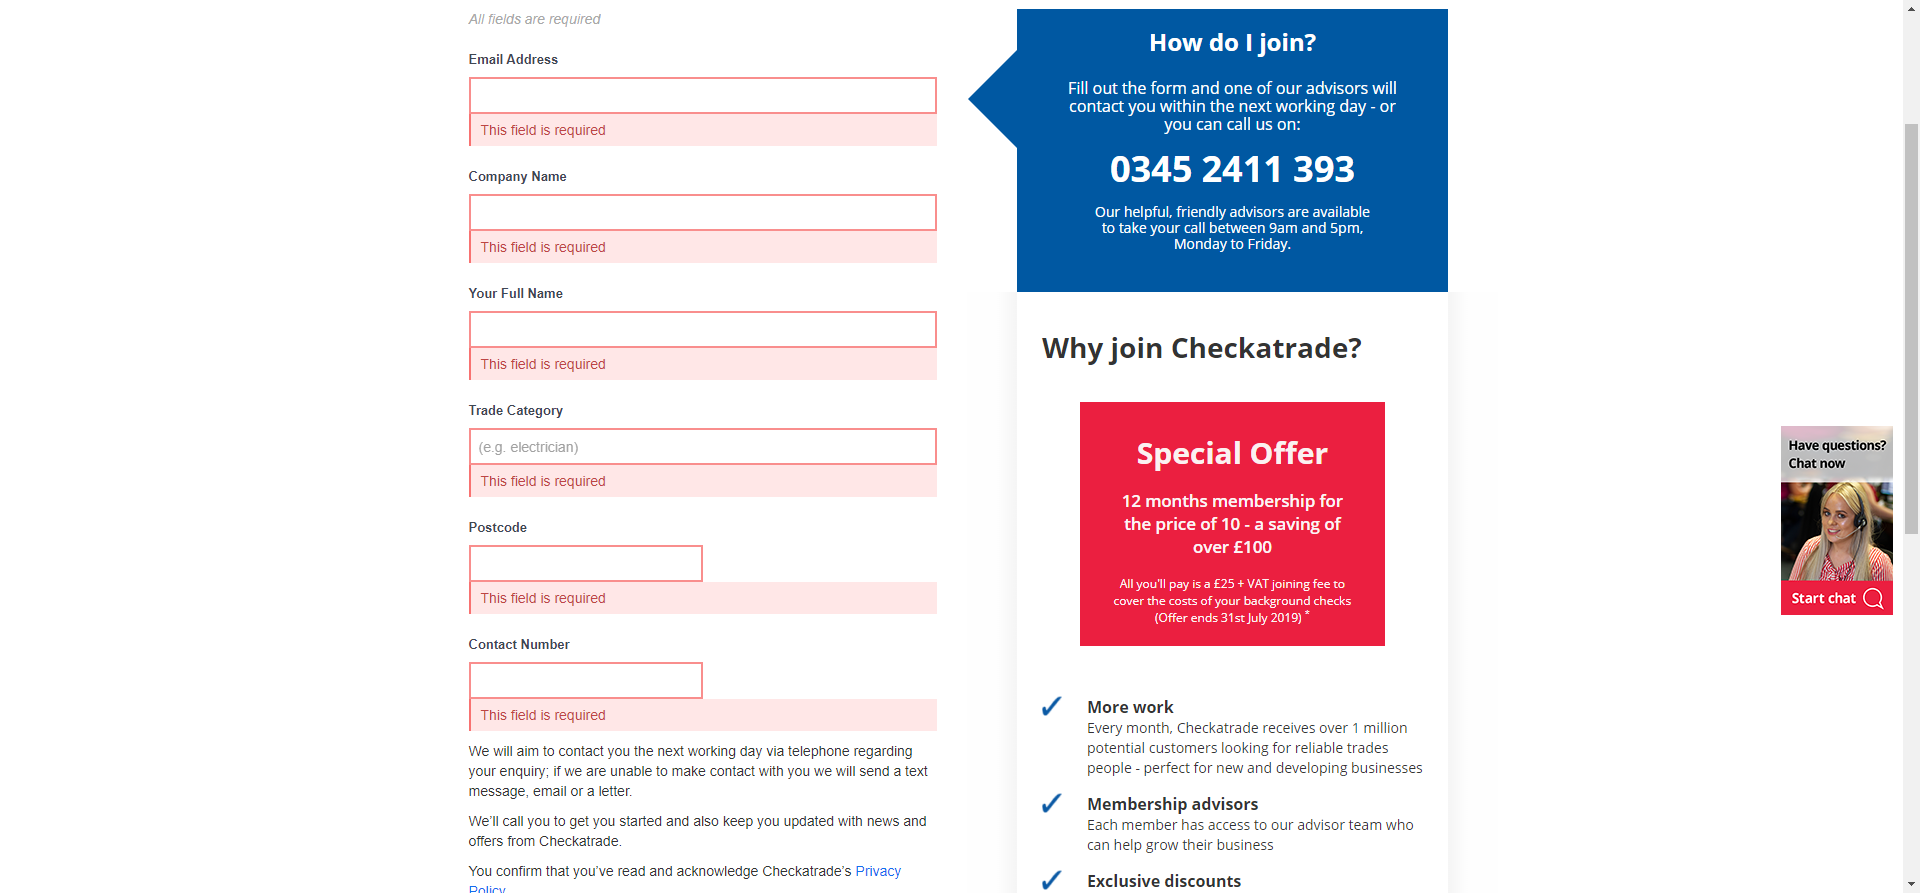 All fields are required
Email Address
This field is required
Company Name
This field is required
Your Full Name
This field is required
Trade Category
(e.g. electrician)
This field is required
Postcode
This field is required
Contact Number
This field is required
We will aim to contact you the next working day via telephone regarding
your enquiry; if we are unable to make contact with you we will send a text
message, email or a letter.
We'll call you to get you started and also keep you updated with news and
offers from Checkatrade.
You confirm that you've read and acknowledge Checkatrade's Privacy
Policy
How do I join?
Fill out the form and one of our advisors will
contact you within the next working day - or
you can call us on:
0345 2411 393
Our helpful, friendly advisors are available
to take your call between 9am and 5pm,
Monday to Friday.
Why join Checkatrade?
Special Offer
12 months membership for
the price of 10 - a saving of
over £100
All you'll pay is a £25 + VAT joining fee to
cover the costs of your background checks
(Offer ends 31st July 2019) *
More work
Every month, Checkatrade receives over 1 million
potential customers looking for reliable trades
people - perfect for new and developing businesses
Membership advisors
Each member has access to our advisor team who
can help grow their business
Exclusive discounts
Have questions?
Chat now
Start chat